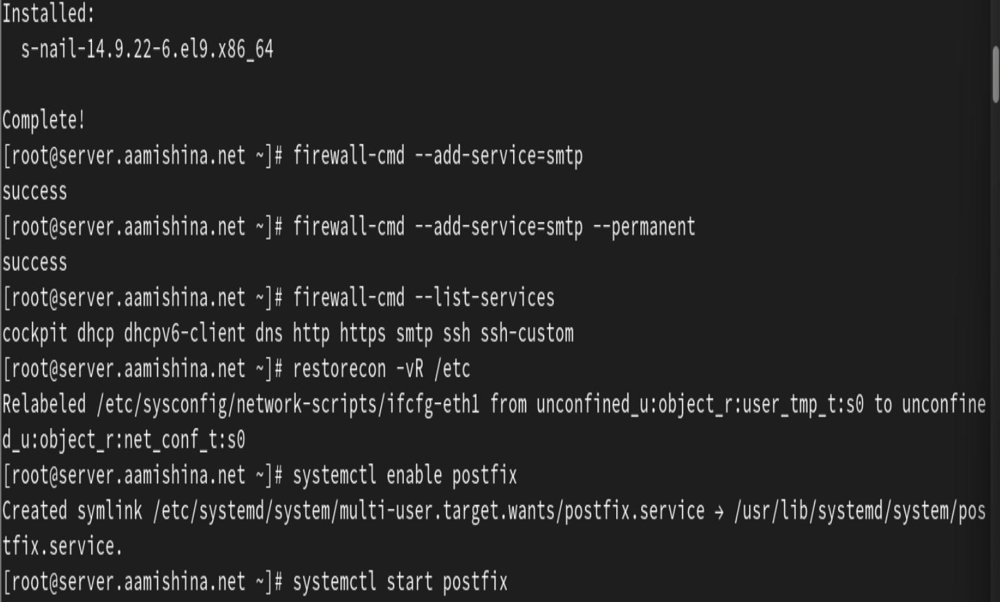 Installed:
  s-nail-14.9.22-6.el9.x86_64

Complete!
[root@server.aamishina.net ~]# firewall-cmd --add-service=smtp
success
[root@server.aamishina.net ~]# firewall-cmd --add-service=smtp --permanent
success
[root@server.aamishina.net ~]# firewall-cmd --list-services
cockpit dhcp dhcpv6-client dns http https smtp ssh ssh-custom
[root@server.aamishina.net ~]# restorecon -vR /etc
Relabeled /etc/sysconfig/network-scripts/ifcfg-eth1 from unconfined_u:object_r:user_tmp_t:s0 to unconfine
d_u:object_r:net_conf_t:s0
[root@server.aamishina.net ~]# systemctl enable postfix
Created symlink /etc/systemd/system/multi-user.target.wants/postfix.service → /usr/lib/systemd/system/pos
tfix.service.
[root@server.aamishina.net ~]# systemctl start postfix